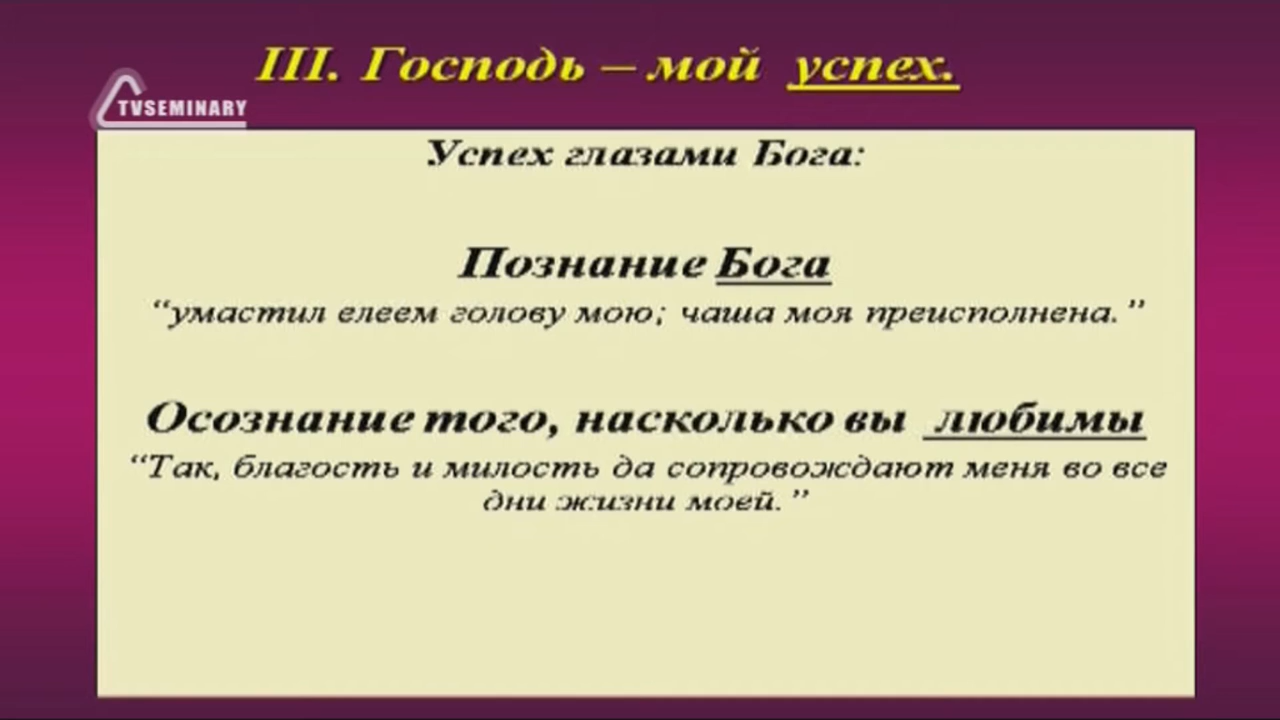 III. Господь – мой успех.
TVSEMINARY
Успех глазами Бога:
Познание Бога
“умастил елеем голову мою; чаша моя преисполнена.”
Осознание того, насколько вы любимы
“Так, благость и милость да сопровождают меня во все
дни жизни моей.”